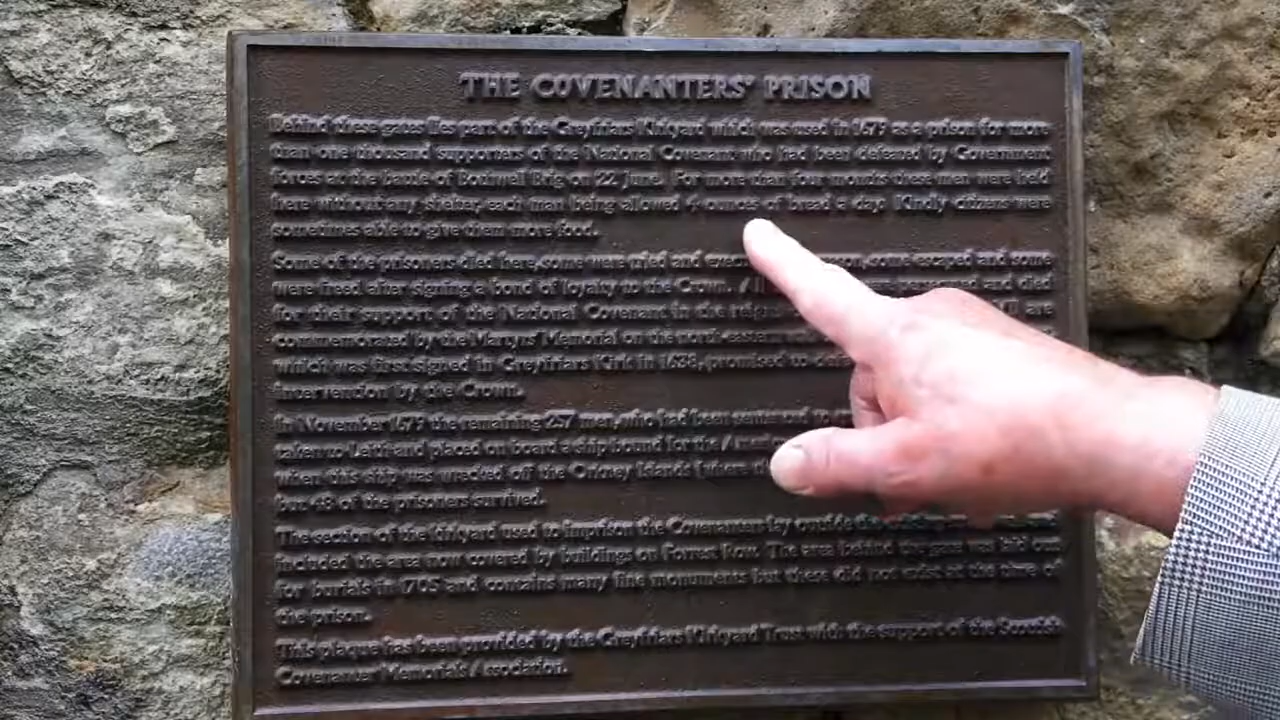 THE COVENANTERS' PRISON
Behind these gates lies part of the Greyfriars Kirkyard which was used in 1679 as a prison for more
than one thousand supporters of the National Covenant who had been defeated by Government
forces at the battle of Bothwell Brig on 22 June. For more than four months these men were held
here without any shelter, each man being allowed 4 ounces of bread a day. Kindly citizens were
sometimes able to give them more food.
Some of the prisoners died here, some were tried and some escaped and some
were freed after signing a bond of loyalty to the Crown. All and died
for their support of the National Covenant in the reign are
commemorated by the Martyrs' Memorial on the north-eastern
which was first signed in Greyfriars Kirk in 1638, promised to
intervention by the Crown.
In November 1679 the remaining 257 men, who had been sentenced to
taken to Leith and placed on board a ship bound for the
when this ship was wrecked off the Orkney Islands (where
but 48 of the prisoners survived.
The section of the kirkyard used to imprison the Covenanters lay outside
included the area now covered by buildings on Forrest Row. The area behind the gates was laid out
for burials in 1705 and contains many fine monuments but these did not exist at the time of
the prison.
This plaque has been provided by the Greyfriars Kirkyard Trust with the support of the Scottish
Covenanter Memorials Association.